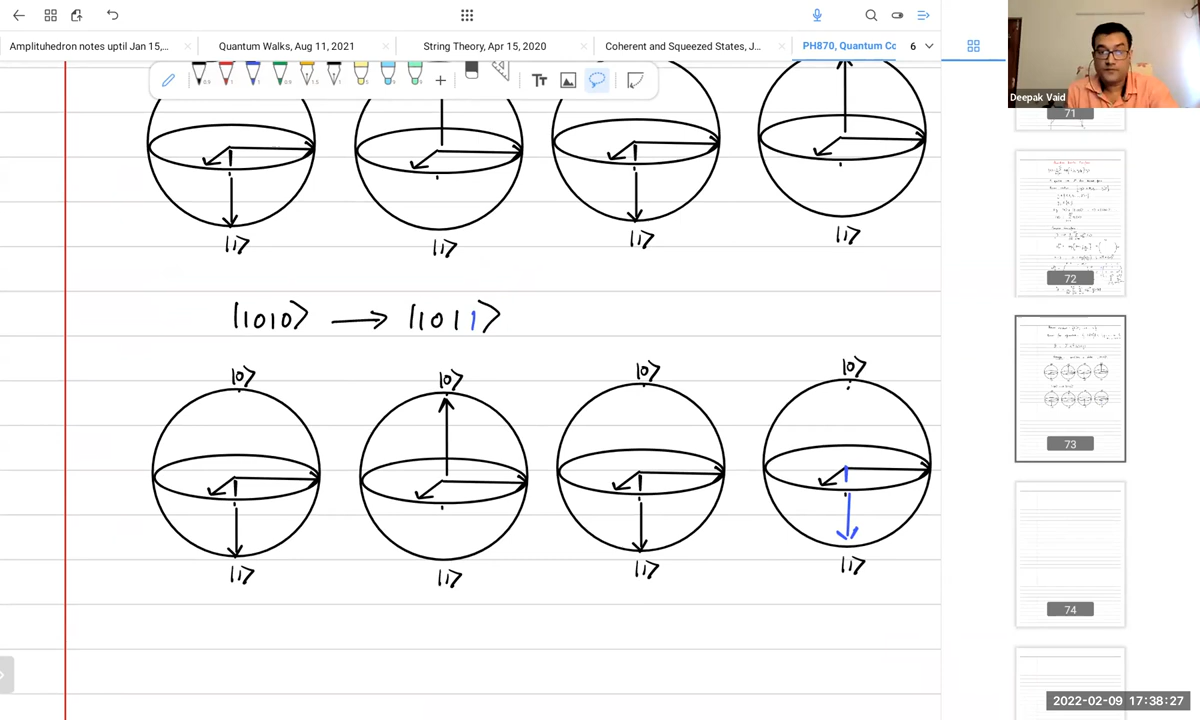 Amplituhedron notes uptil Jan 15,...
Quantum Walks, Aug 11, 2021
String Theory, Apr 15, 2020
Coherent and Squeezed States, J...
PH870, Quantum Cc
6
Tt
Deepak Vaid
71
|1⟩ |1⟩ |1⟩ |1⟩
72
|1010⟩ → |1011⟩
|0⟩ |0⟩ |0⟩ |0⟩
73
|1⟩ |1⟩ |1⟩ |1⟩
74
2022-02-09 17:38:27